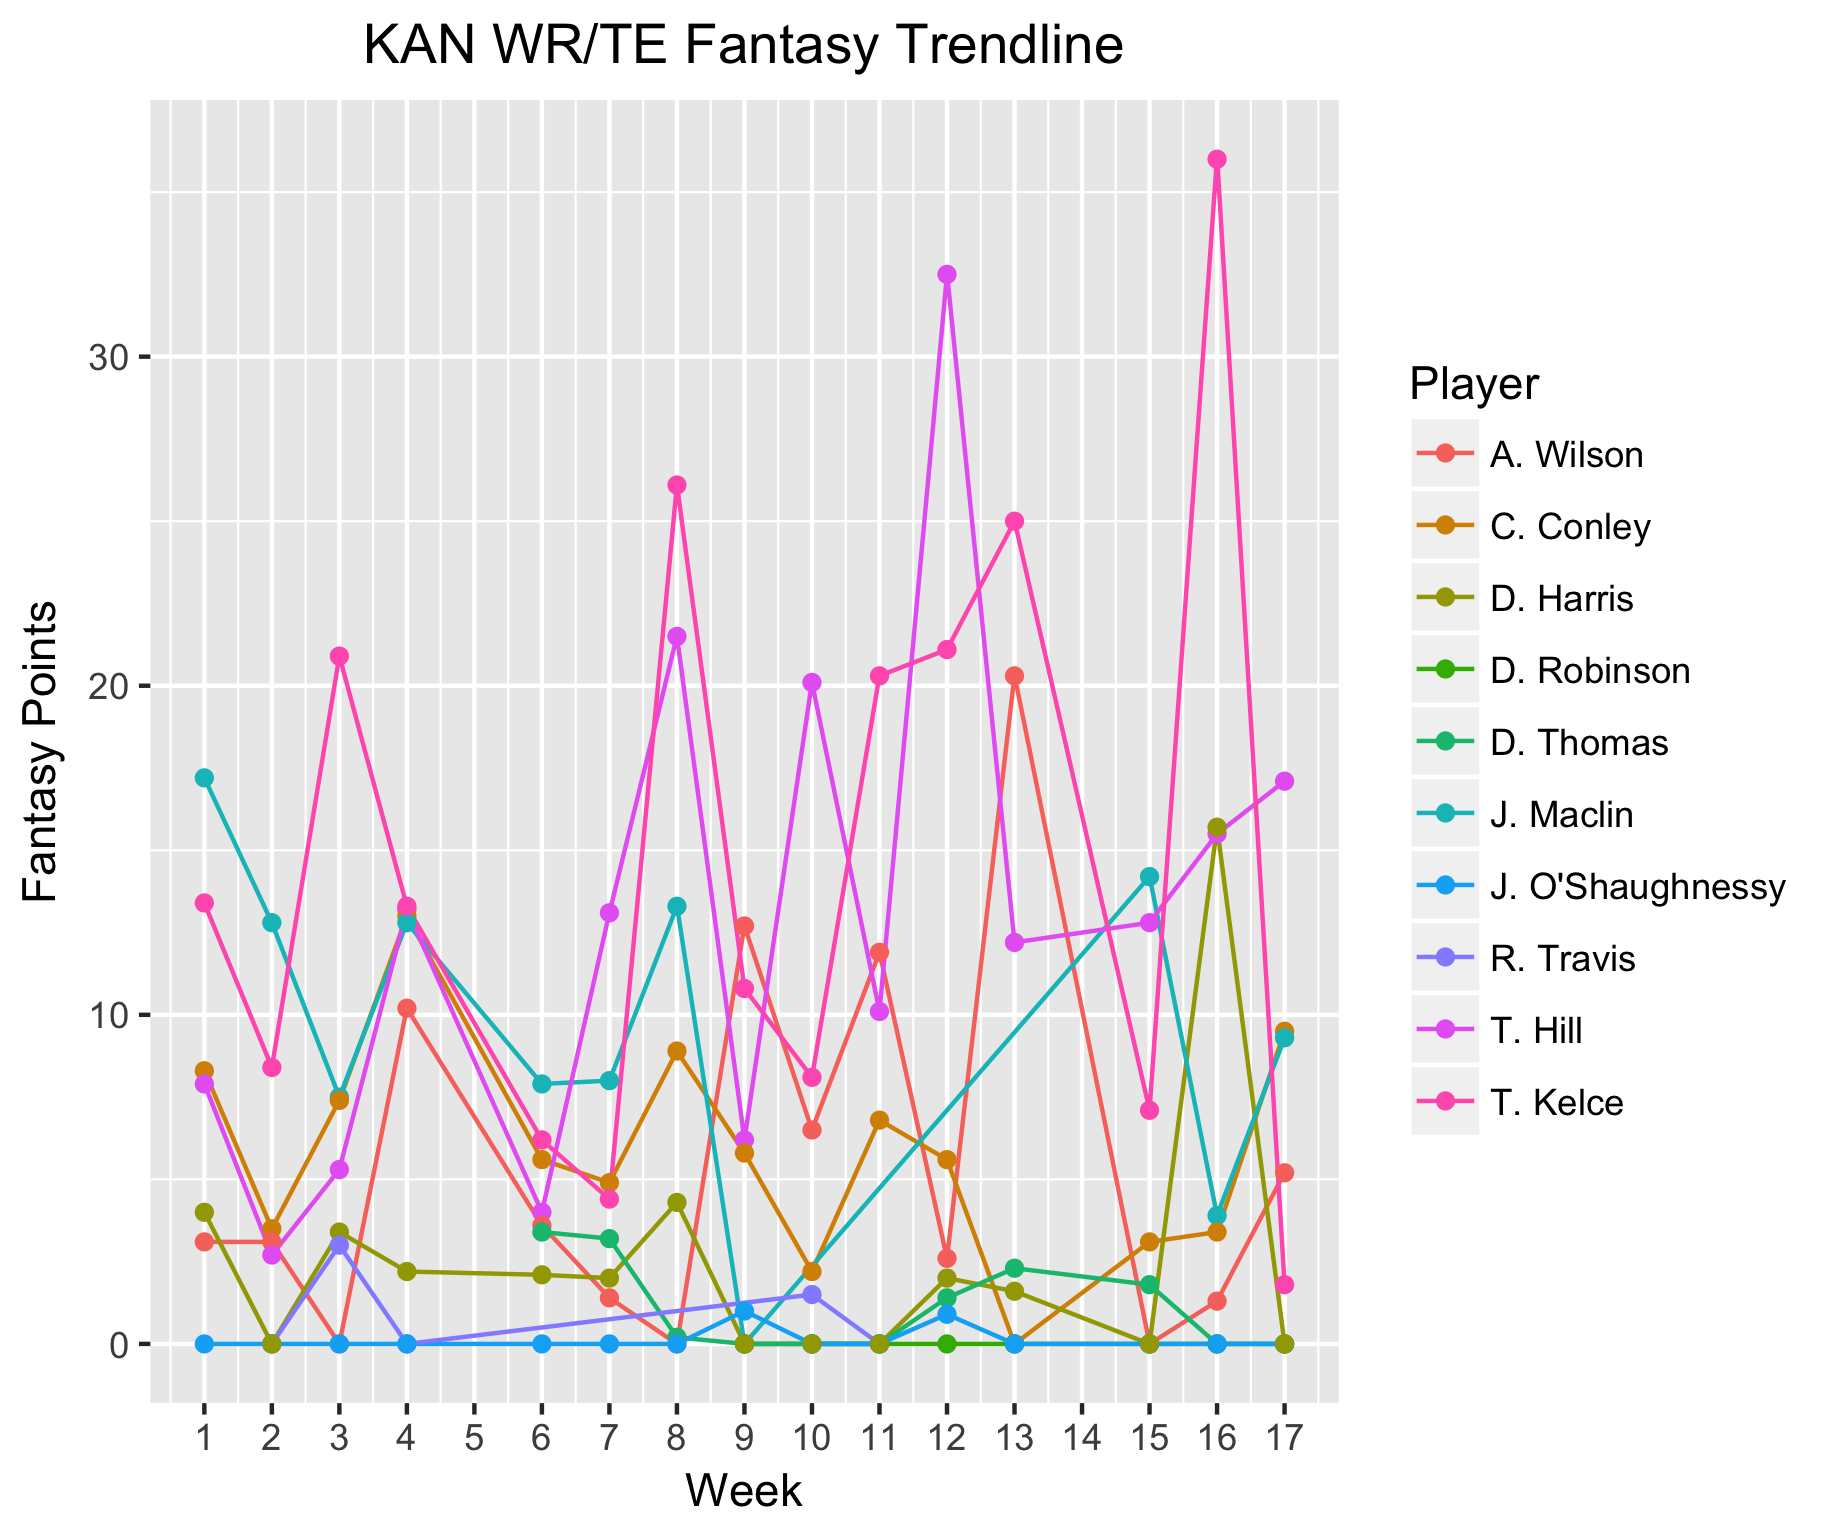 KAN WR/TE Fantasy Trendline
Fantasy Points
30
20
10
0
1 2 3 4 5 6 7 8 9 10 11 12 13 14 15 16 17
Week
Player
A. Wilson
C. Conley
D. Harris
D. Robinson
D. Thomas
J. Maclin
J. O'Shaughnessy
R. Travis
T. Hill
T. Kelce